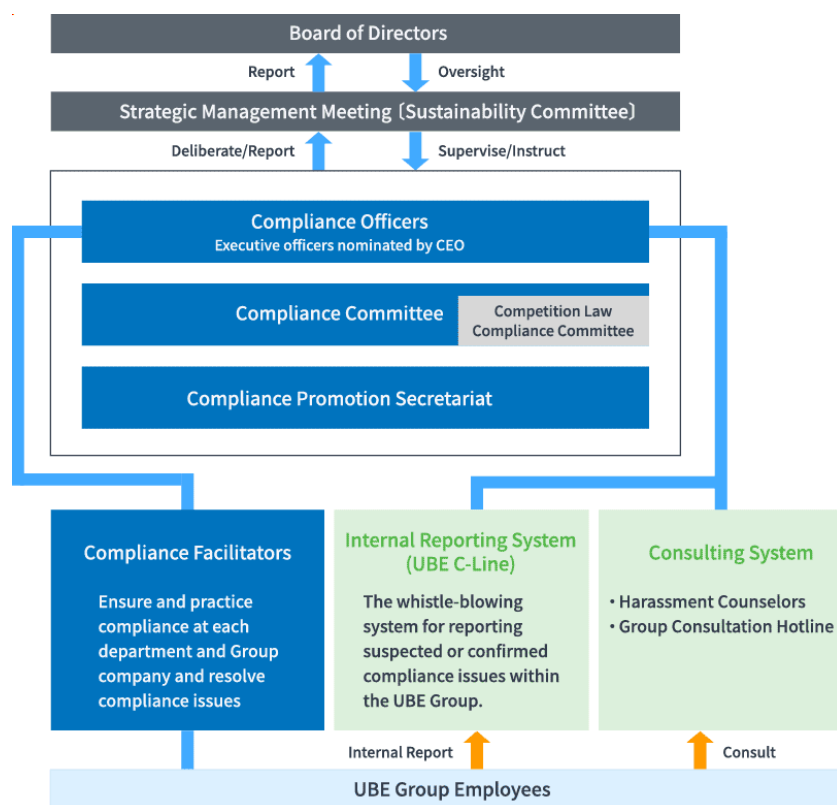 Board of Directors
Report
Oversight
Strategic Management Meeting〔Sustainability Committee〕
Deliberate/Report
Supervise/Instruct
Compliance Officers
Executive officers nominated by CEO
Compliance Committee
Competition Law
Compliance Committee
Compliance Promotion Secretariat
Compliance Facilitators
Ensure and practice
compliance at each
department and Group
company and resolve
compliance issues
Internal Reporting System
(UBE C-Line)
The whistle-blowing
system for reporting
suspected or confirmed
compliance issues within
the UBE Group.
Consulting System
• Harassment Counselors
• Group Consultation Hotline
Internal Report
Consult
UBE Group Employees